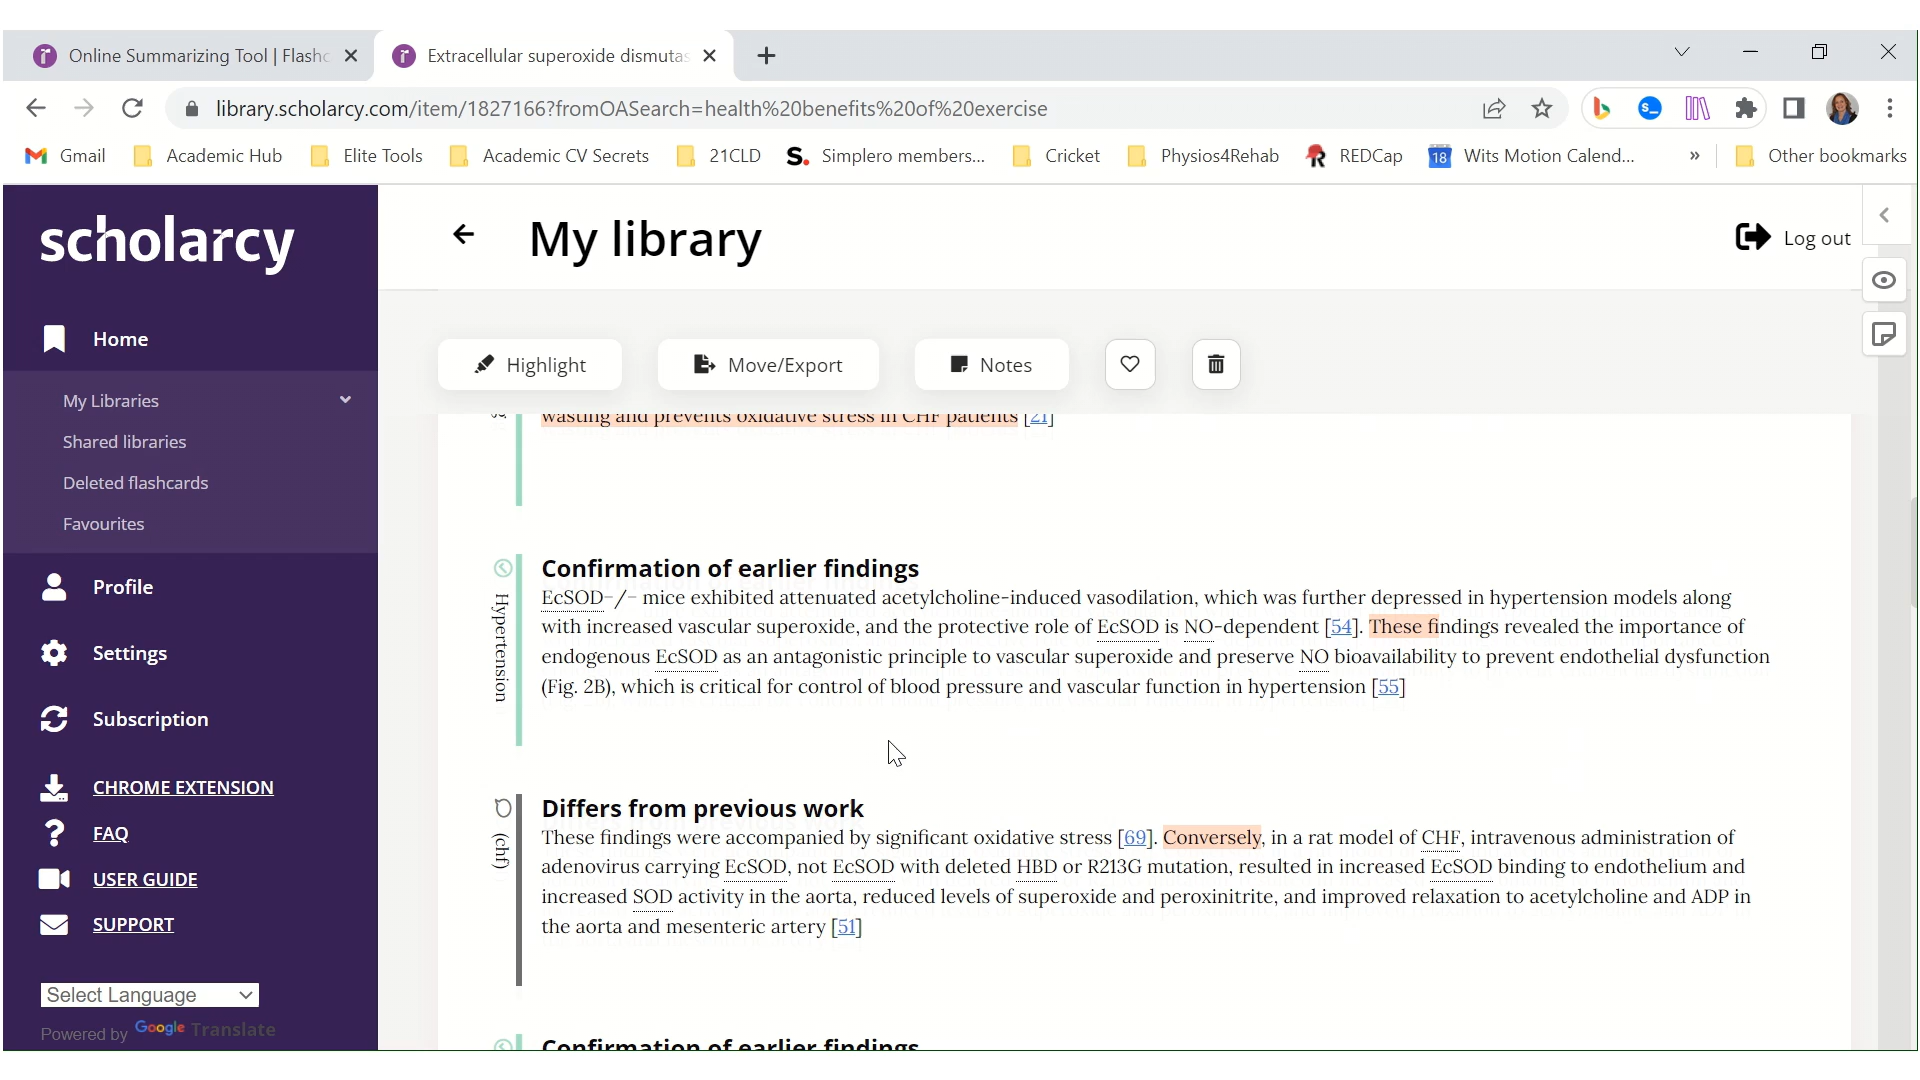 Online Summarizing Tool | Flashc
Extracellular superoxide dismutas
library.scholarcy.com/item/1827166?fromOASearch=health%20benefits%20of%20exercise
Gmail
Academic Hub
Elite Tools
Academic CV Secrets
21CLD
S.
Simplero members...
Cricket
Physios4Rehab
REDCap
18
Wits Motion Calend...
»
Other bookmarks
scholarcy
My library
Log out
Home
My Libraries
Shared libraries
Deleted flashcards
Favourites
Profile
Settings
Subscription
CHROME EXTENSION
FAQ
USER GUIDE
SUPPORT
Select Language
Powered by Google Translate
Highlight
Move/Export
Notes
wasting and prevents oxidative stress in CHF patients [21]
Hypertension
Confirmation of earlier findings
EcSOD−/− mice exhibited attenuated acetylcholine-induced vasodilation, which was further depressed in hypertension models along
with increased vascular superoxide, and the protective role of EcSOD is NO-dependent [54]. These findings revealed the importance of
endogenous EcSOD as an antagonistic principle to vascular superoxide and preserve NO bioavailability to prevent endothelial dysfunction
(Fig. 2B), which is critical for control of blood pressure and vascular function in hypertension [55]
(chf)
Differs from previous work
These findings were accompanied by significant oxidative stress [69]. Conversely, in a rat model of CHF, intravenous administration of
adenovirus carrying EcSOD, not EcSOD with deleted HBD or R213G mutation, resulted in increased EcSOD binding to endothelium and
increased SOD activity in the aorta, reduced levels of superoxide and peroxinitrite, and improved relaxation to acetylcholine and ADP in
the aorta and mesenteric artery [51]
Confirmation of earlier findings